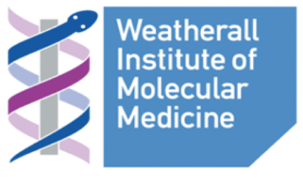 Weatherall
Institute of
Molecular
Medicine